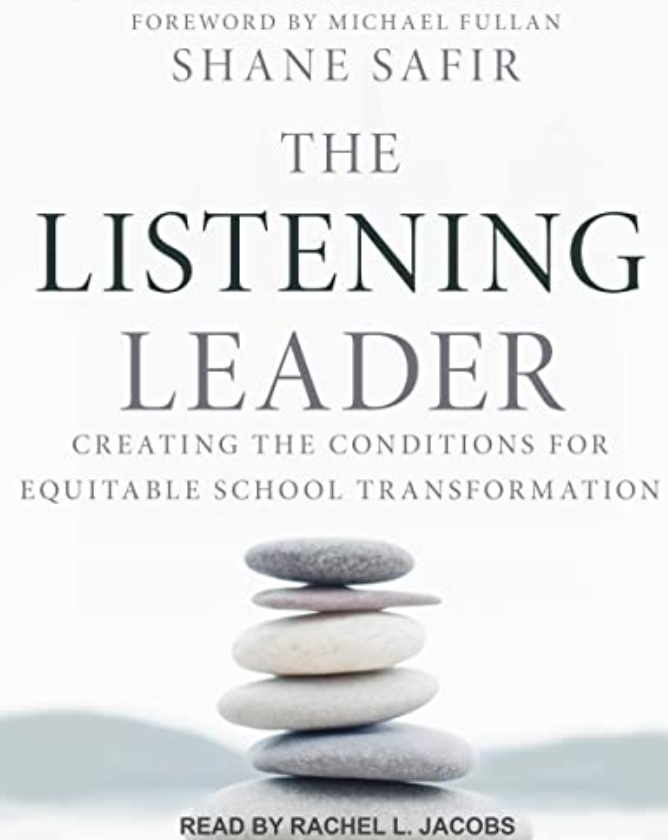 FOREWORD BY MICHAEL FULLAN
SHANE SAFIR
THE
LISTENING
LEADER
CREATING THE CONDITIONS FOR
EQUITABLE SCHOOL TRANSFORMATION
READ BY RACHEL L. JACOBS